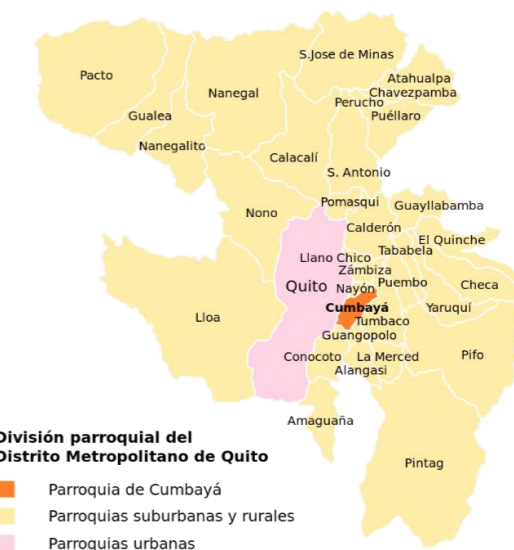 S.Jose de Minas
Pacto
Atahualpa
Nanegal
Chavezpamba
Perucho
Gualea
Puéllaro
Nanegalito
Calacalí
S. Antonio
Pomasqui
Guayllabamba
Nono
Calderón
El Quinche
Tababela
Llano Chico
Zámbiza
Quito
Nayón
Puembo
Checa
Cumbayá
Yaruquí
Lloa
Tumbaco
Guangopolo
Conocoto
La Merced
Pifo
Alangasi
Amaguaña
Pintag
División parroquial del
Distrito Metropolitano de Quito
Parroquia de Cumbayá
Parroquias suburbanas y rurales
Parroquias urbanas